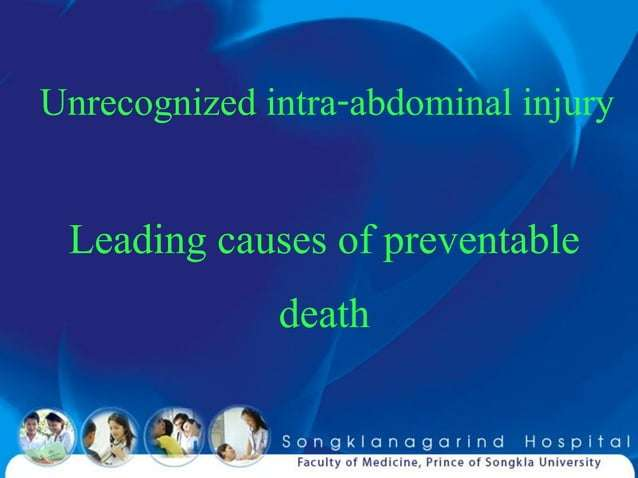 Unrecognized intra-abdominal injury
Leading causes of preventable
death
Songklanagarind Hospital
Faculty of Medicine, Prince of Songkla University